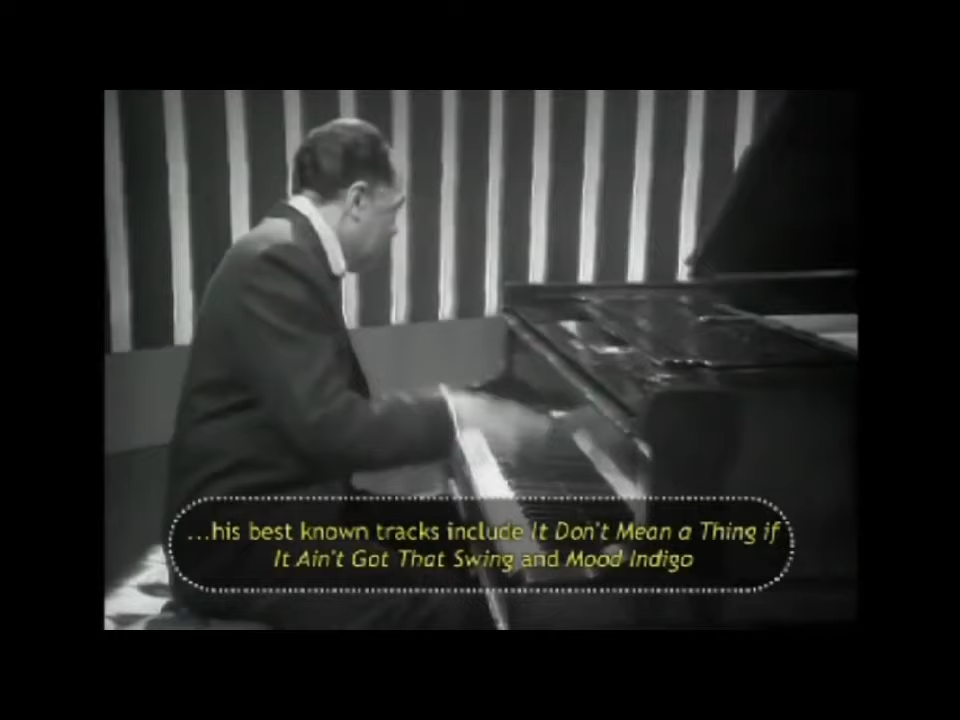 ...his best known tracks include It Don't Mean a Thing if
It Ain't Got That Swing and Mood Indigo